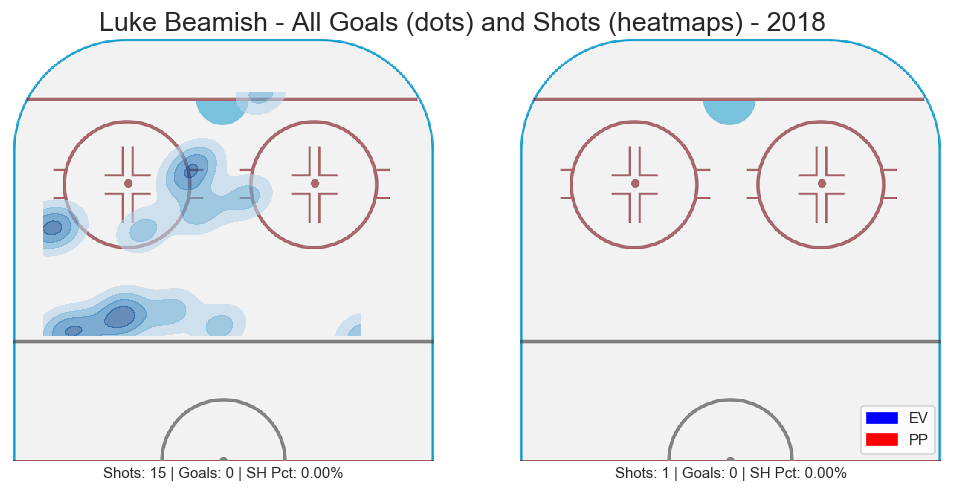 Luke Beamish - All Goals (dots) and Shots (heatmaps) - 2018
EV
PP
Shots: 15 | Goals: 0 | SH Pct: 0.00%
Shots: 1 | Goals: 0 | SH Pct: 0.00%